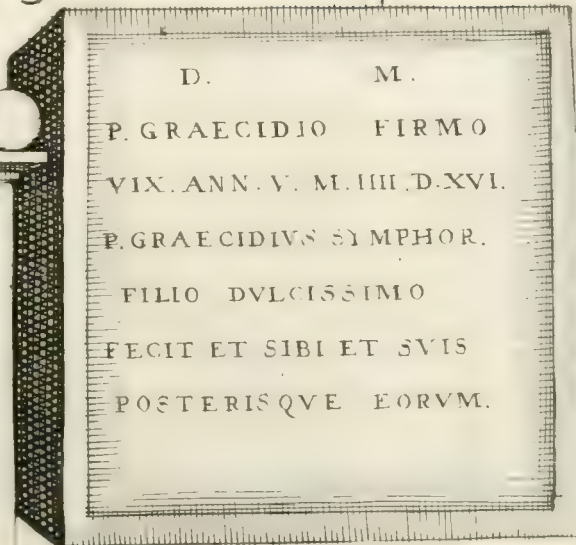 D. M.
P. GRAECIDIO FIRMO
VIX. ANN. V. M. IIII. D. XVI.
P. GRAECIDIVS SYMPHOR.
FILIO DVLCISSIMO
FECIT ET SIBI ET SVIS
POSTERISQVE EORVM.